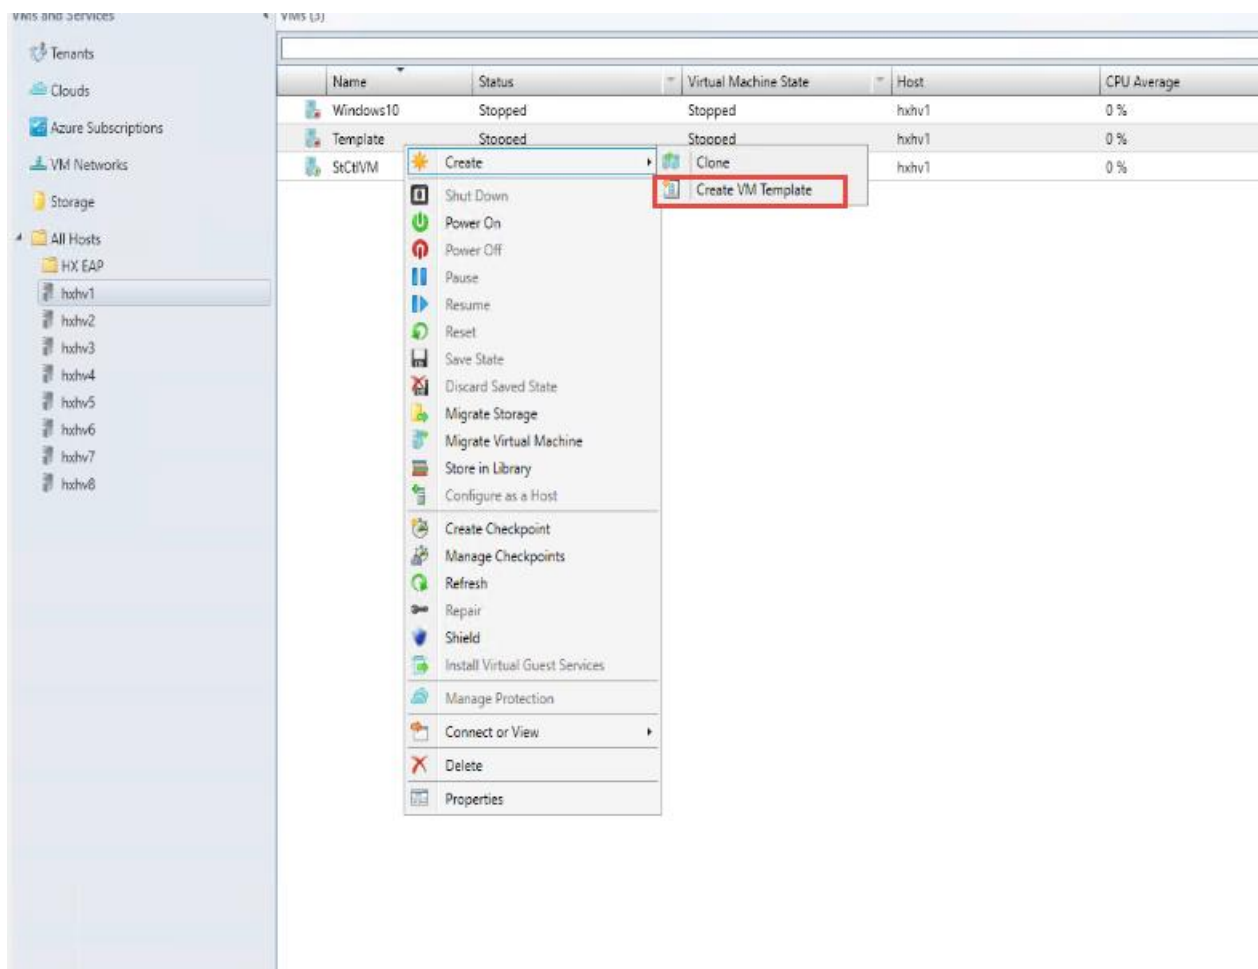 VMs and Services
VMs (3)
Tenants
Clouds
Azure Subscriptions
VM Networks
Storage
All Hosts
HX EAP
hxhv1
hxhv2
hxhv3
hxhv4
hxhv5
hxhv6
hxhv7
hxhv8
Name Status Virtual Machine State Host CPU Average
Windows10 Stopped Stopped hxhv1 0 %
Template Stopped Stopped hxhv1 0 %
StCtlVM hxhv1 0 %
Create
Shut Down
Power On
Power Off
Pause
Resume
Reset
Save State
Discard Saved State
Migrate Storage
Migrate Virtual Machine
Store in Library
Configure as a Host
Create Checkpoint
Manage Checkpoints
Refresh
Repair
Shield
Install Virtual Guest Services
Manage Protection
Connect or View
Delete
Properties
Clone
Create VM Template